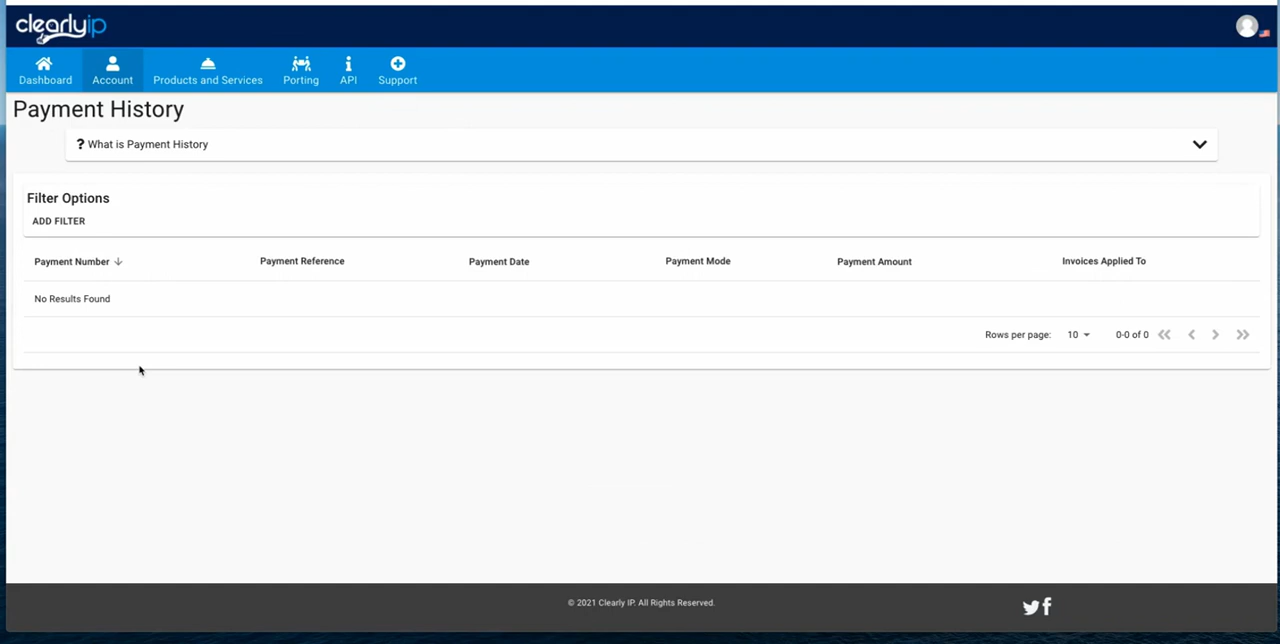 clearlyip
Dashboard Account Products and Services Porting API Support
Payment History
? What is Payment History
Filter Options
ADD FILTER
Payment Number Payment Reference Payment Date Payment Mode Payment Amount Invoices Applied To
No Results Found
Rows per page: 10 0-0 of 0
© 2021 Clearly IP. All Rights Reserved.